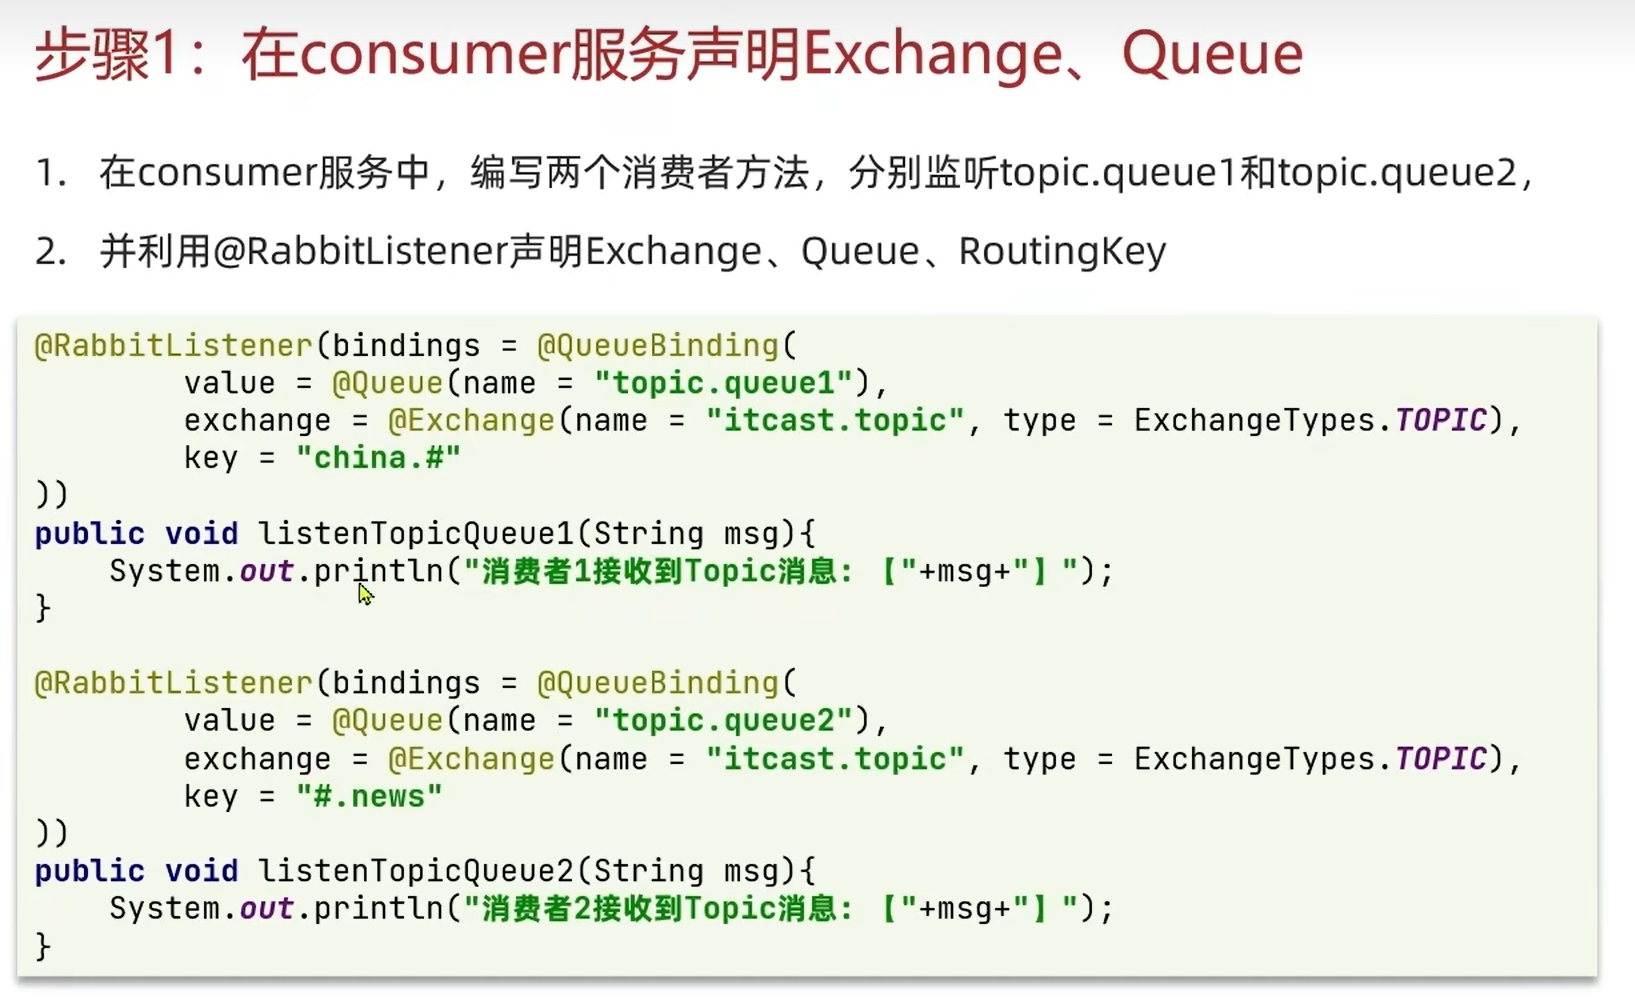 步骤1：在consumer服务声明Exchange、Queue
1. 在consumer服务中，编写两个消费者方法，分别监听topic.queue1和topic.queue2，
2. 并利用@RabbitListener声明Exchange、Queue、RoutingKey
@RabbitListener(bindings = @QueueBinding(
        value = @Queue(name = "topic.queue1"),
        exchange = @Exchange(name = "itcast.topic", type = ExchangeTypes.TOPIC),
        key = "china.#"
))
public void listenTopicQueue1(String msg){
    System.out.println("消费者1接收到Topic消息：【"+msg+"】");
}
@RabbitListener(bindings = @QueueBinding(
        value = @Queue(name = "topic.queue2"),
        exchange = @Exchange(name = "itcast.topic", type = ExchangeTypes.TOPIC),
        key = "#.news"
))
public void listenTopicQueue2(String msg){
    System.out.println("消费者2接收到Topic消息：【"+msg+"】");
}